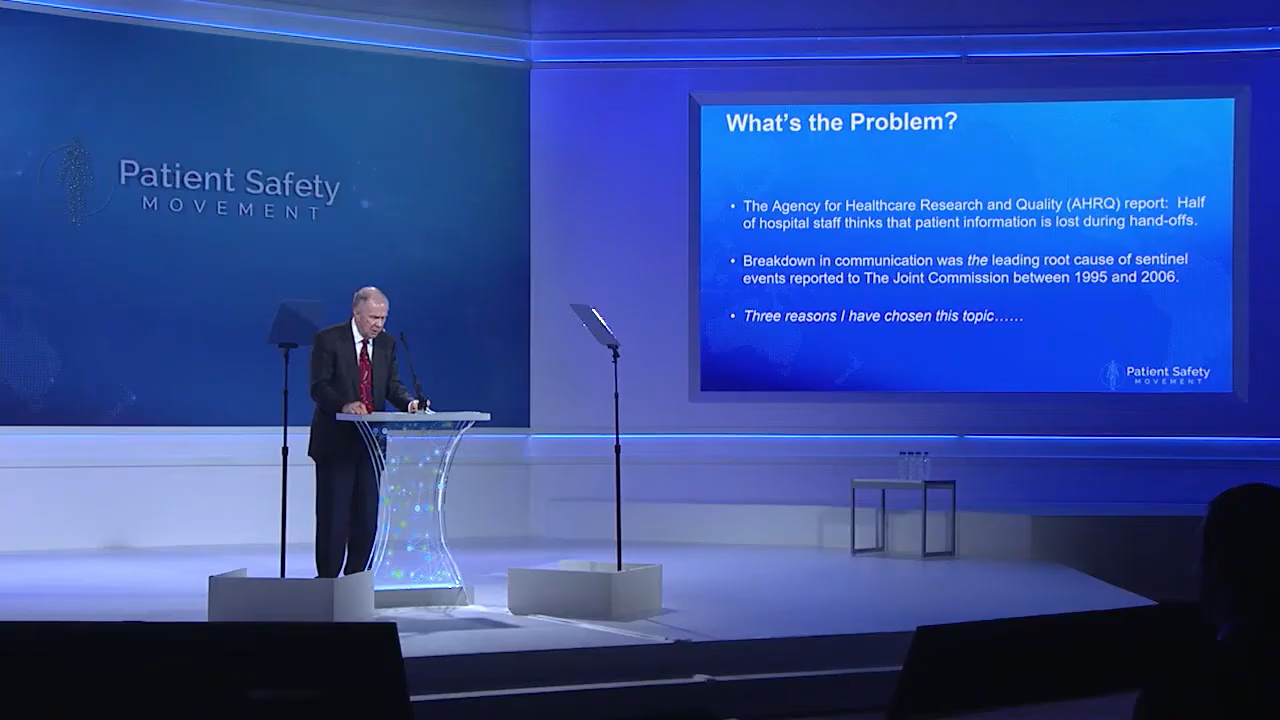 Patient Safety
MOVEMENT
What's the Problem?
• The Agency for Healthcare Research and Quality (AHRQ) report: Half
of hospital staff thinks that patient information is lost during hand-offs.
• Breakdown in communication was the leading root cause of sentinel
events reported to The Joint Commission between 1995 and 2006.
• Three reasons I have chosen this topic......
Patient Safety
MOVEMENT